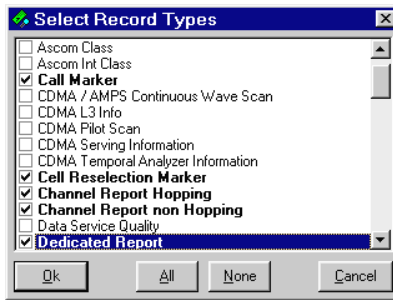 Select Record Types
Ascom Class
Ascom Int Class
Call Marker
CDMA / AMPS Continuous Wave Scan
CDMA L3 Info
CDMA Pilot Scan
CDMA Serving Information
CDMA Temporal Analyzer Information
Cell Reselection Marker
Channel Report Hopping
Channel Report non Hopping
Data Service Quality
Dedicated Report
Ok All None Cancel